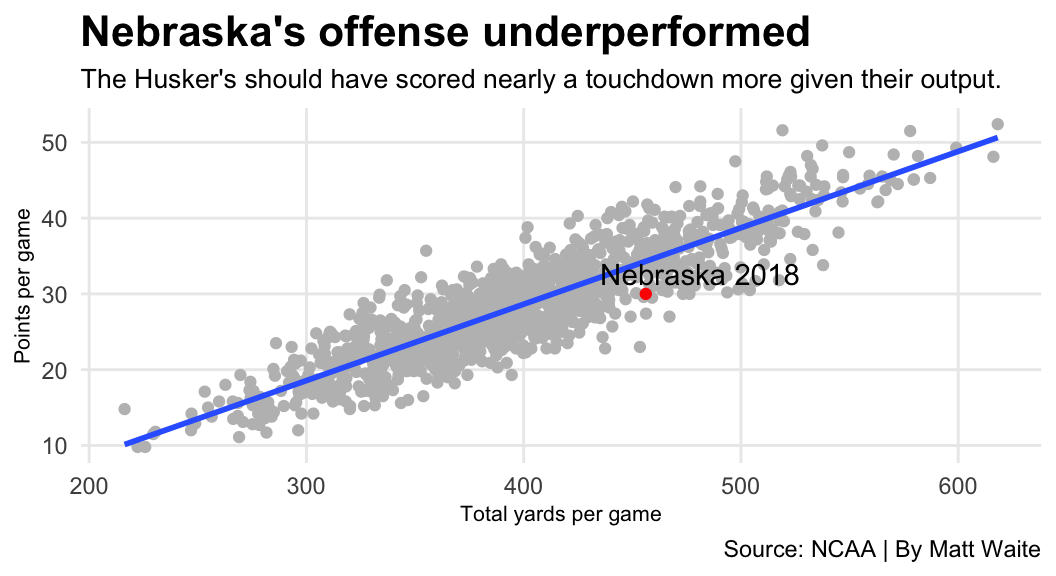 Nebraska's offense underperformed
The Husker's should have scored nearly a touchdown more given their output.
50
40
30
20
10
Points per game
Nebraska 2018
200 300 400 500 600
Total yards per game
Source: NCAA | By Matt Waite